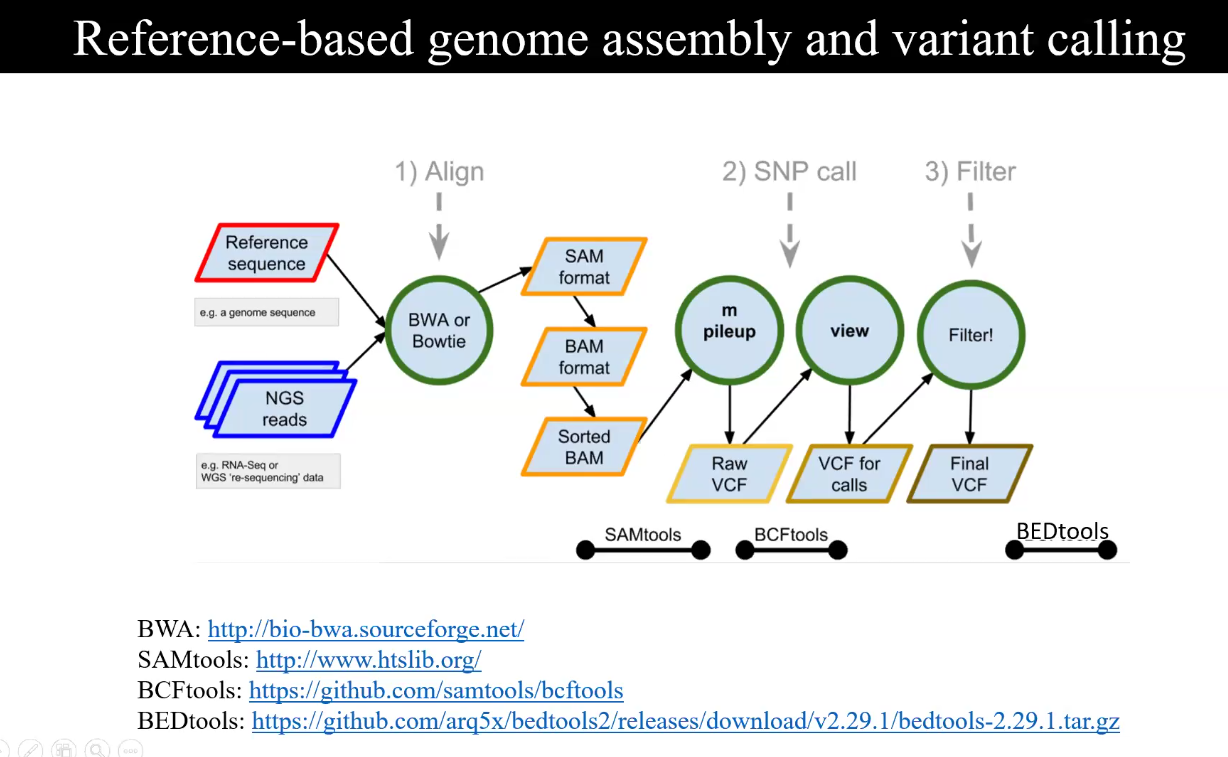 Reference-based genome assembly and variant calling
1) Align
2) SNP call
3) Filter
Reference
sequence
e.g. a genome sequence
NGS
reads
e.g. RNA-Seq or
WGS 're-sequencing' data
BWA or
Bowtie
SAM
format
BAM
format
Sorted
BAM
m
pileup
view
Filter!
Raw
VCF
VCF for
calls
Final
VCF
SAMtools
BCFtools
BEDtools
BWA: http://bio-bwa.sourceforge.net/
SAMtools: http://www.htslib.org/
BCFtools: https://github.com/samtools/bcftools
BEDtools: https://github.com/arq5x/bedtools2/releases/download/v2.29.1/bedtools-2.29.1.tar.gz